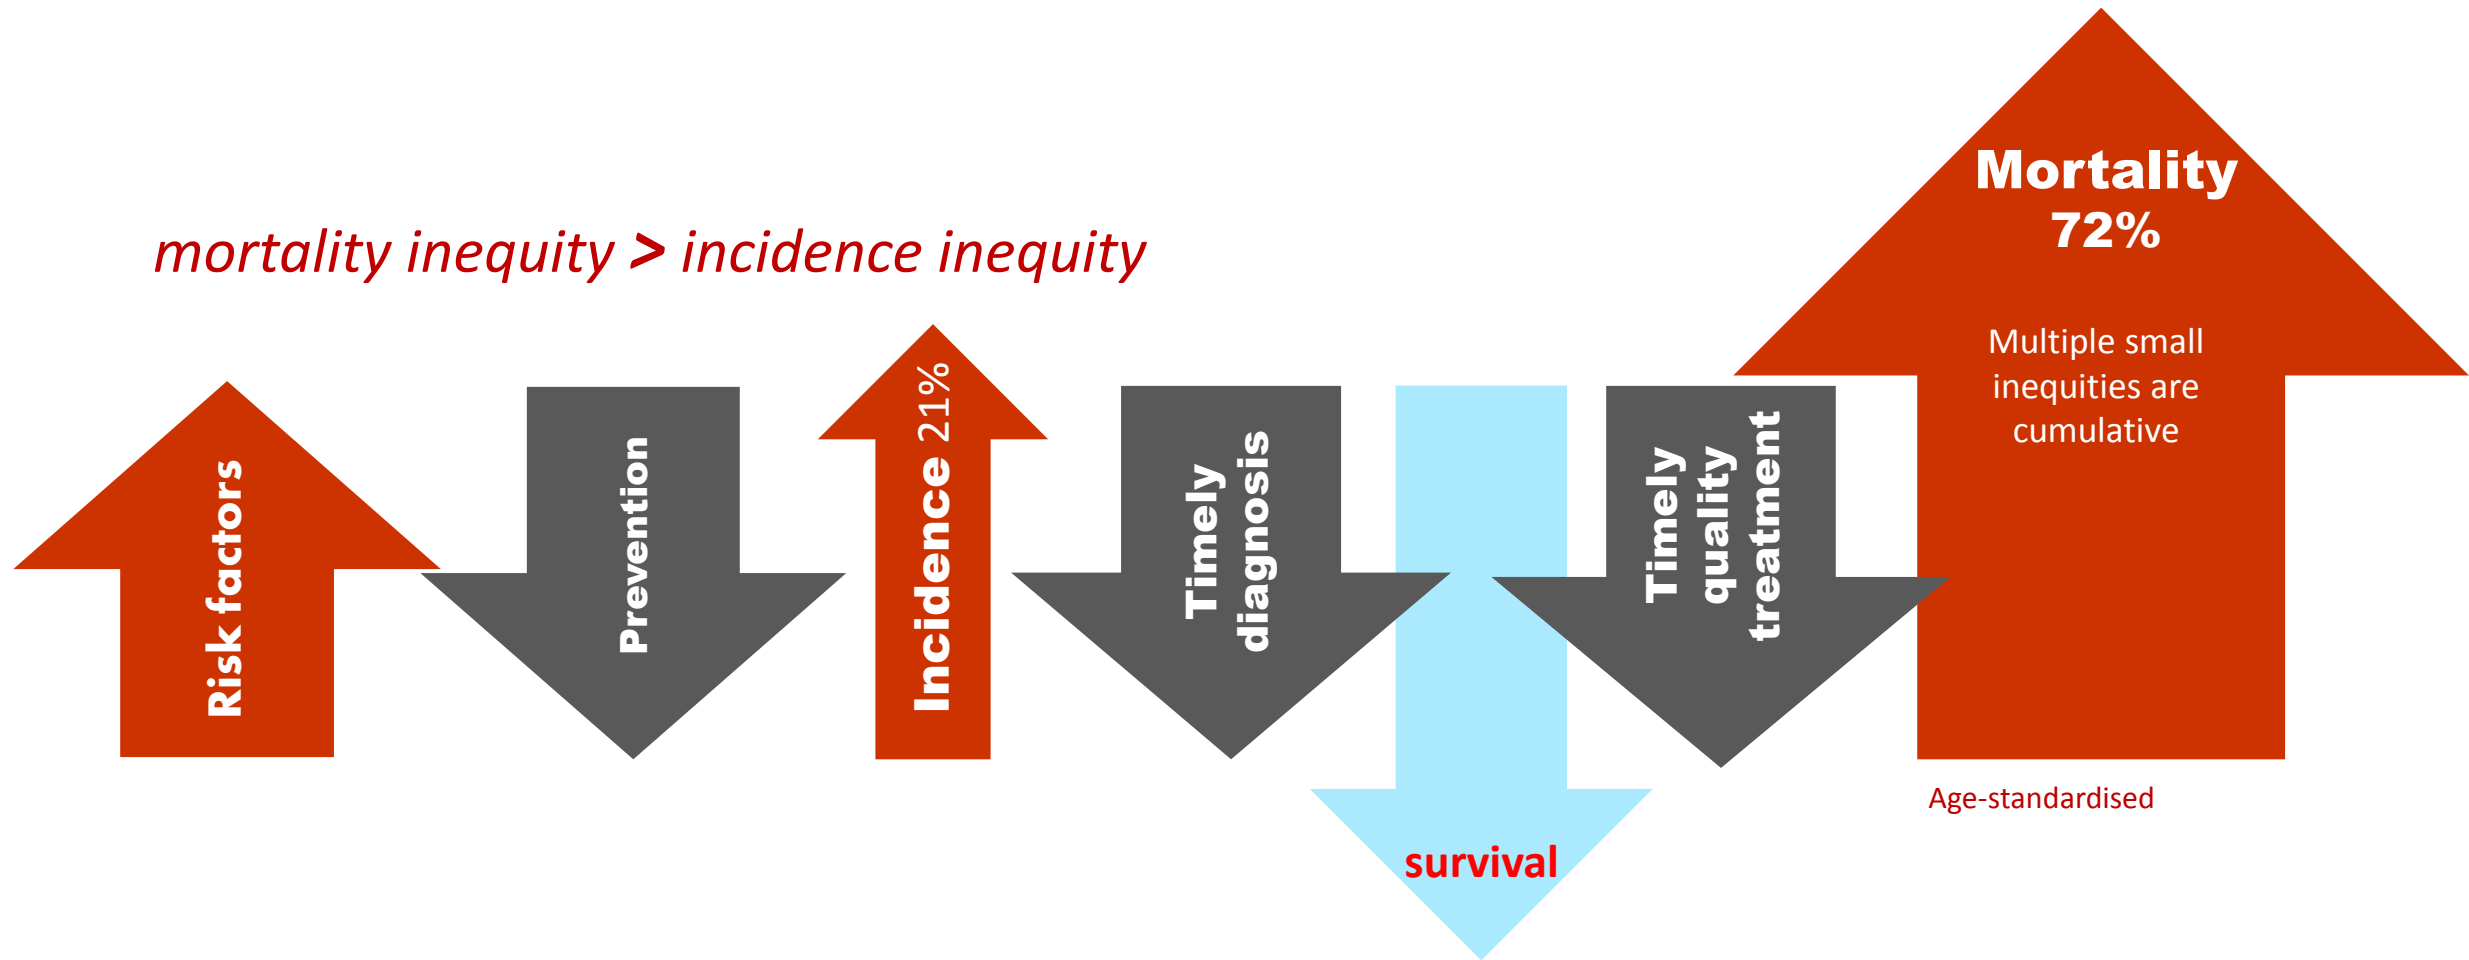 mortality inequity > incidence inequity
Risk factors
Prevention
Incidence 21%
Timely
diagnosis
survival
Timely
quality
treatment
Mortality
72%
Multiple small
inequities are
cumulative
Age-standardised